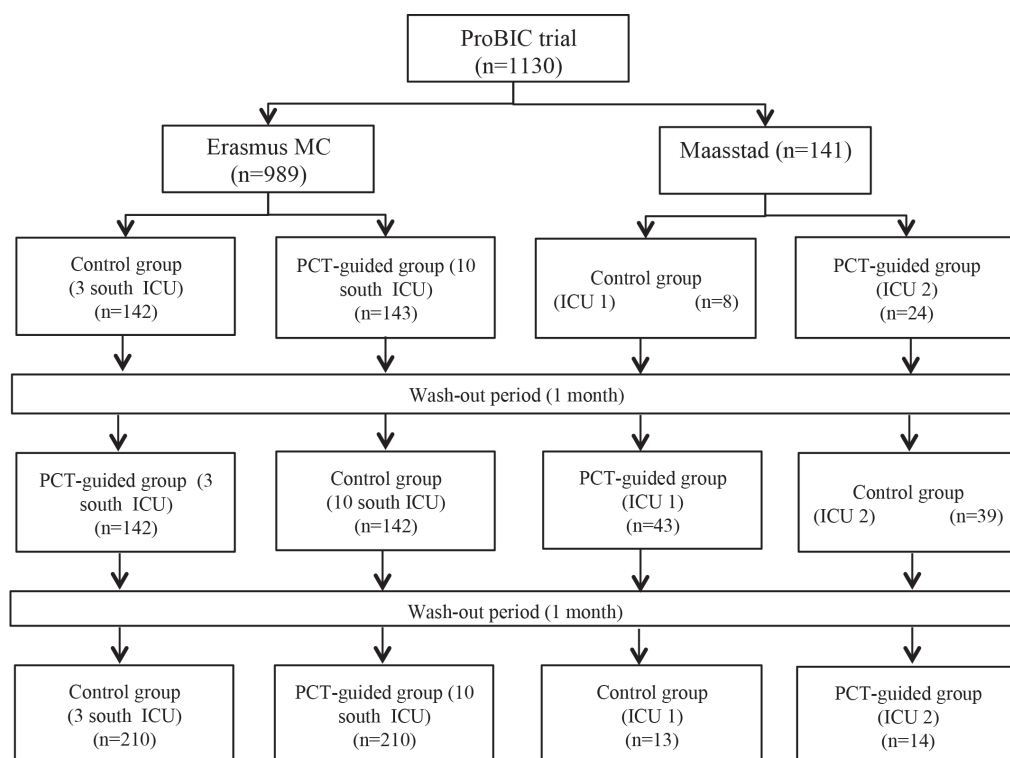 ProBIC trial
(n=1130)
Erasmus MC
(n=989)
Maasstad (n=141)
Control group
(3 south ICU)
n=142
PCT-guided group (10
south ICU)
n=143
Control group
(ICU 1) (n=8)
PCT-guided group
(ICU 2)
n=24
Wash-out period (1 month)
PCT-guided group (3
south ICU)
n=142
Control group
(10 south ICU)
(n=142
PCT-guided group
(ICU 1)
n=43
Control group
(ICU 2) (n=39)
Wash-out period (1 month)
Control group
(3 south ICU)
(n=210
PCT-guided group (10
south ICU)
n=210
Control group
(ICU 1)
n=13
PCT-guided group
(ICU 2)
n=14